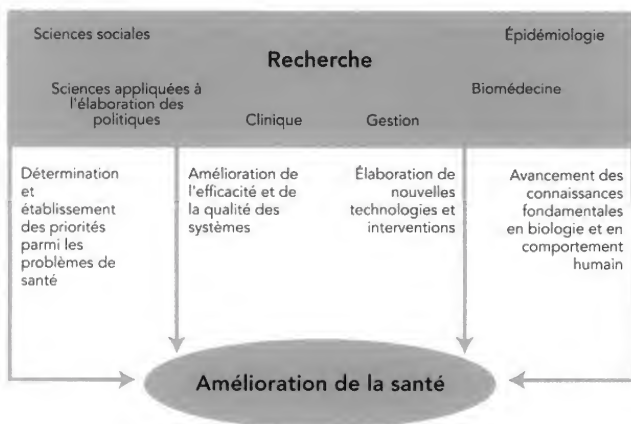 Sciences sociales
Épidémiologie
Recherche
Sciences appliquées à
l'élaboration des
politiques
Clinique
Gestion
Biomédecine
Détermination
et
établissement
des priorités
parmi les
problèmes de
santé
Amélioration de
l'efficacité et de
la qualité des
systèmes
Élaboration de
nouvelles
technologies et
interventions
Avancement des
connaissances
fondamentales
en biologie et en
comportement
humain
Amélioration de la santé